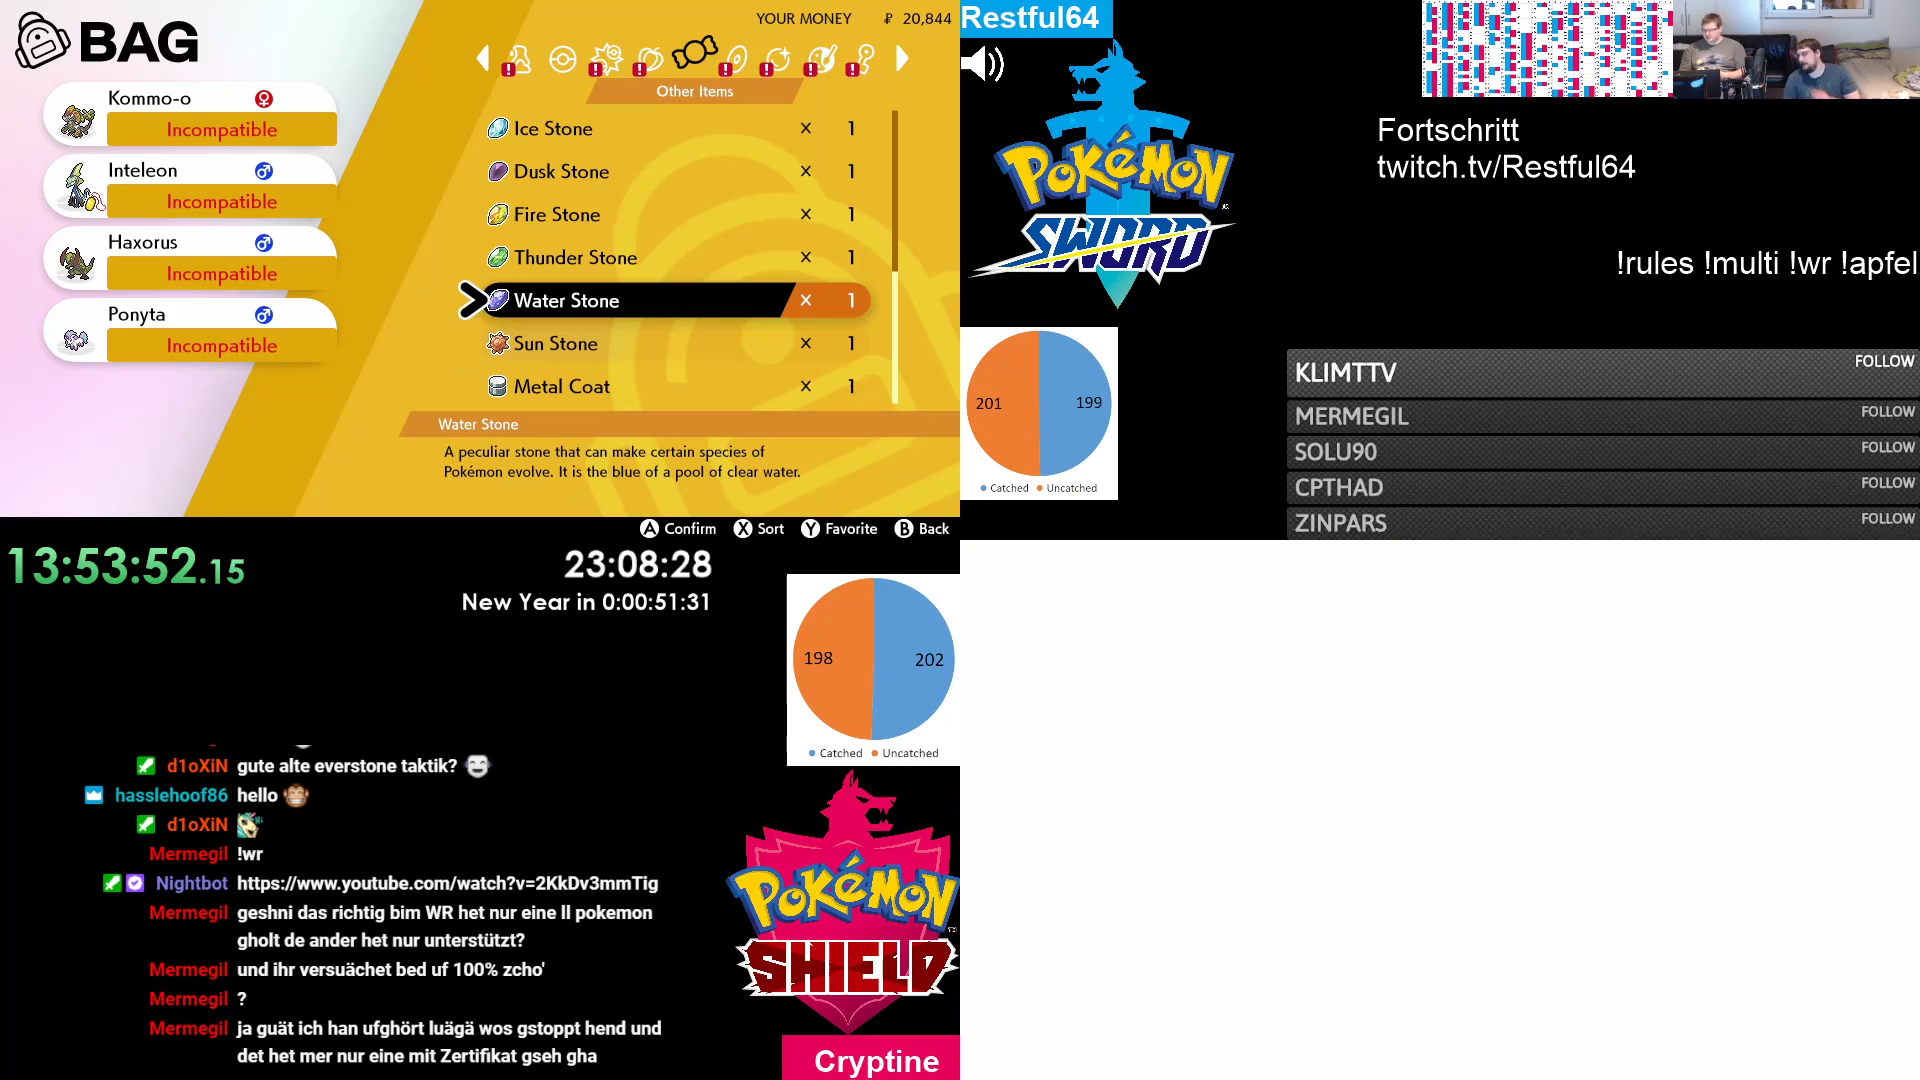 BAG
YOUR MONEY ₽ 20,844
Other Items
Kommo-o
Incompatible
Inteleon
Incompatible
Haxorus
Incompatible
Ponyta
Incompatible
Ice Stone × 1
Dusk Stone × 1
Fire Stone × 1
Thunder Stone × 1
Water Stone × 1
Sun Stone × 1
Metal Coat × 1
Water Stone
A peculiar stone that can make certain species of
Pokémon evolve. It is the blue of a pool of clear water.
A Confirm X Sort Y Favorite B Back
Restful64
POKéMON
SWORD
Fortschritt
twitch.tv/Restful64
!rules !multi !wr !apfel
201 199
Catched Uncatched
KLIMTTV FOLLOW
MERMEGIL FOLLOW
SOLU90 FOLLOW
CPTHAD FOLLOW
ZINPARS FOLLOW
13:53:52.15
23:08:28
New Year in 0:00:51:31
198 202
Catched Uncatched
d1oXiN gute alte everstone taktik?
hasslehoof86 hello
d1oXiN
Mermegil !wr
Nightbot https://www.youtube.com/watch?v=2KkDv3mmTig
Mermegil geshni das richtig bim WR het nur eine ll pokemon
gholt de ander het nur unterstützt?
Mermegil und ihr versuächet bed uf 100% zcho'
Mermegil ?
Mermegil ja guät ich han ufghört luägä wos gstoppt hend und
det het mer nur eine mit Zertifikat gseh gha
POKéMON
SHIELD
Cryptine